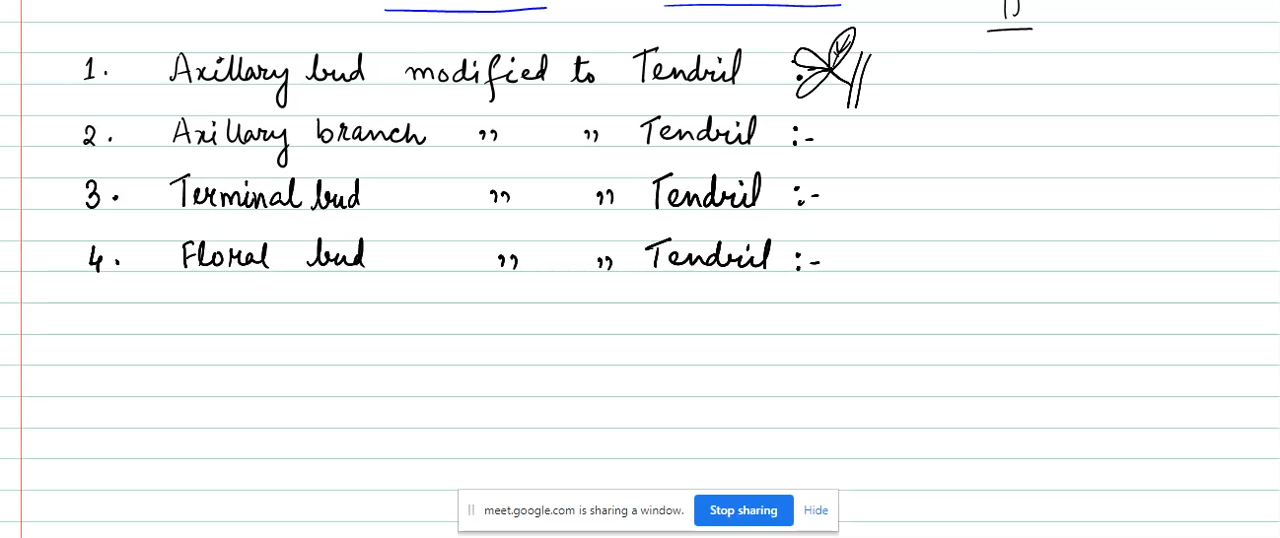 1. Axillary bud modified to Tendril :
2. Axillary branch " " Tendril :-
3. Terminal bud " " Tendril :-
4. Floral bud " " Tendril :-
meet.google.com is sharing a window. Stop sharing Hide